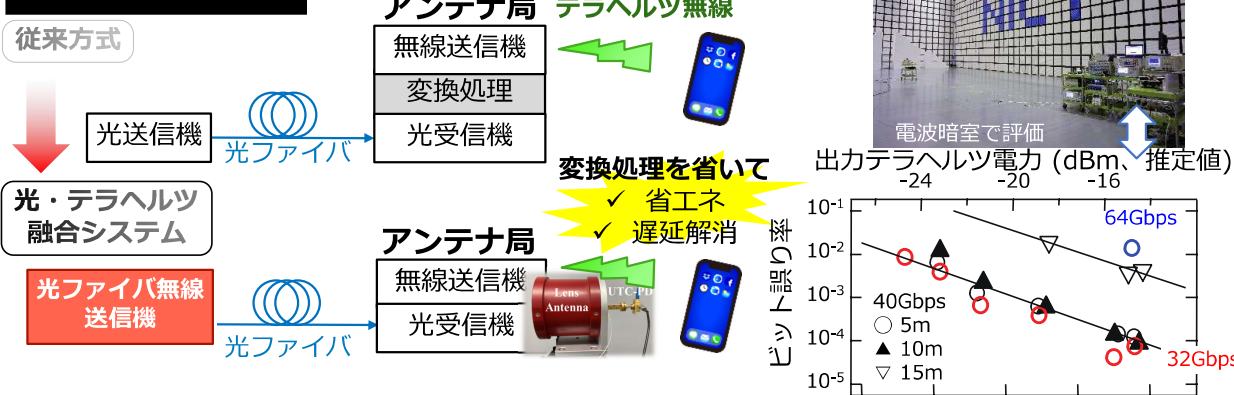 従来方式
アンテナ局
テラヘルツ無線
無線送信機
変換処理
光受信機
光送信機
光ファイバ
光・テラヘルツ
融合システム
変換処理を省いて
✓ 省エネ
✓ 遅延解消
アンテナ局
無線送信機
光受信機
Lens
Antenna
UTC-PD
光ファイバ無線
送信機
光ファイバ
NICT
電波暗室で評価
出力テラヘルツ電力 (dBm、推定値)
-24 -20 -16
ビット誤り率
10-1
10-2
10-3
10-4
10-5
64Gbps
40Gbps
○ 5m
▲ 10m
▽ 15m
32Gbps